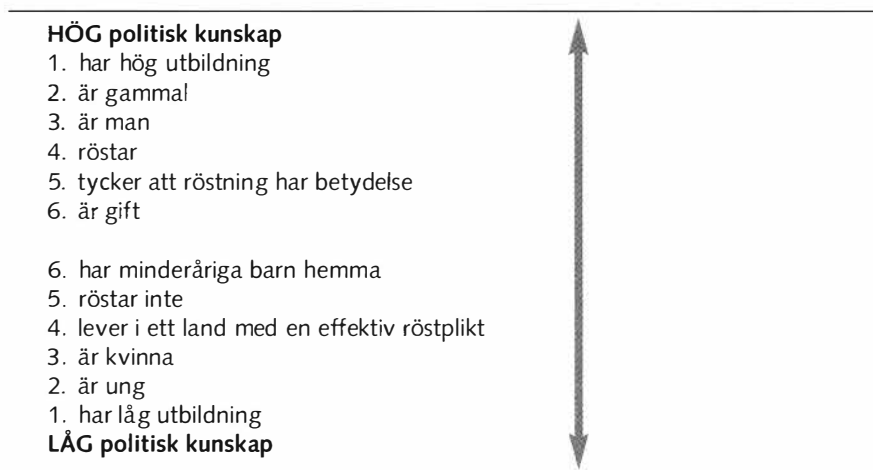 HÖG politisk kunskap
1. har hög utbildning
2. är gammal
3. är man
4. röstar
5. tycker att röstning har betydelse
6. är gift
6. har minderåriga barn hemma
5. röstar inte
4. lever i ett land med en effektiv röstplikt
3. är kvinna
2. är ung
1. har låg utbildning
LÅG politisk kunskap